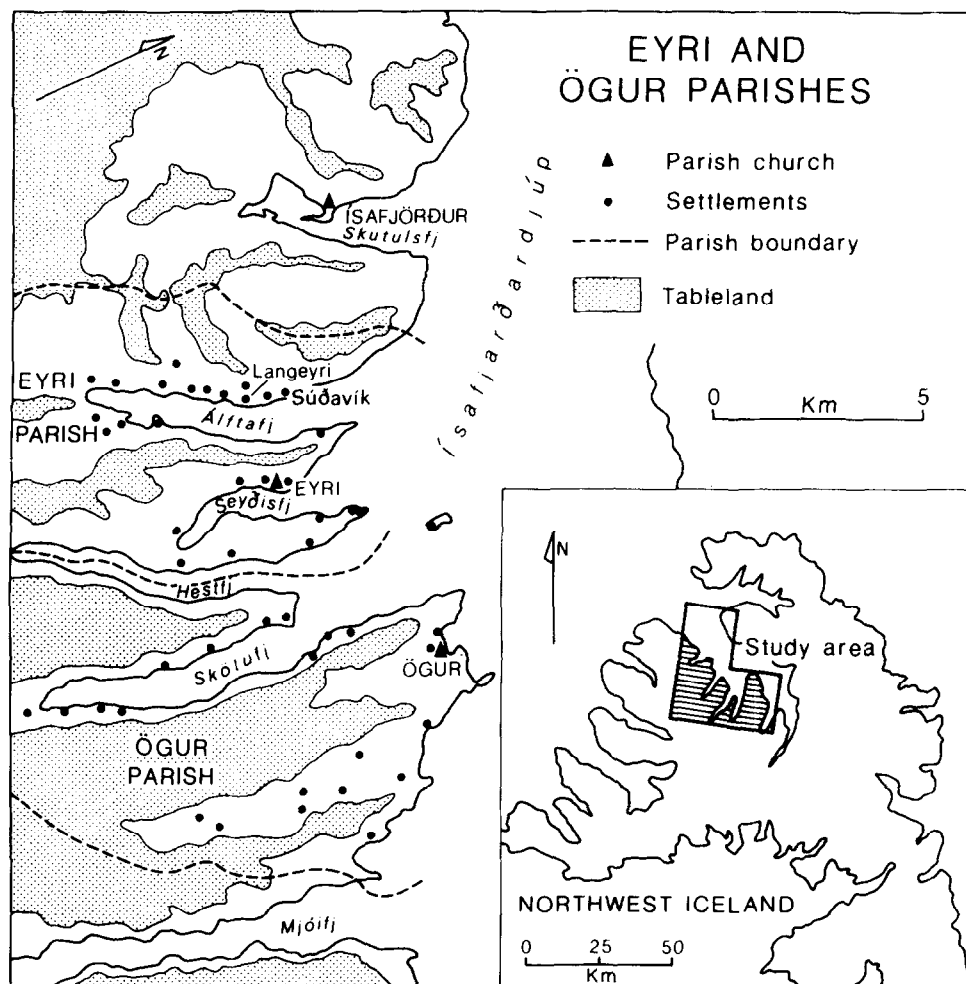 EYRI AND
ÖGUR PARISHES
Parish church
Settlements
Parish boundary
Tableland
0 Km 5
N
ÍSAFJÖRÐUR
Skutulsfj
Ísafjarðardjúp
Langeyri
EYRI
PARISH
Súðavík
Álftafj
EYRI
Seyðisfj
Hestfj
Skölufj
ÖGUR
ÖGUR
PARISH
Mjóifj
N
Study area
NORTHWEST ICELAND
0 25 50
Km